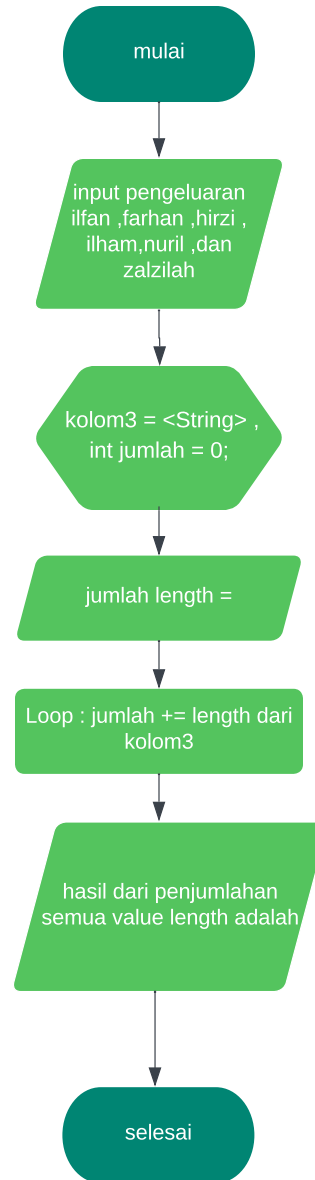 mulai
input pengeluaran
ilfan ,farhan ,hirzi ,
ilham,nuril ,dan
zalzilah
kolom3 = <String> ,
int jumlah = 0;
jumlah length =
Loop : jumlah += length dari
kolom3
hasil dari penjumlahan
semua value length adalah
selesai